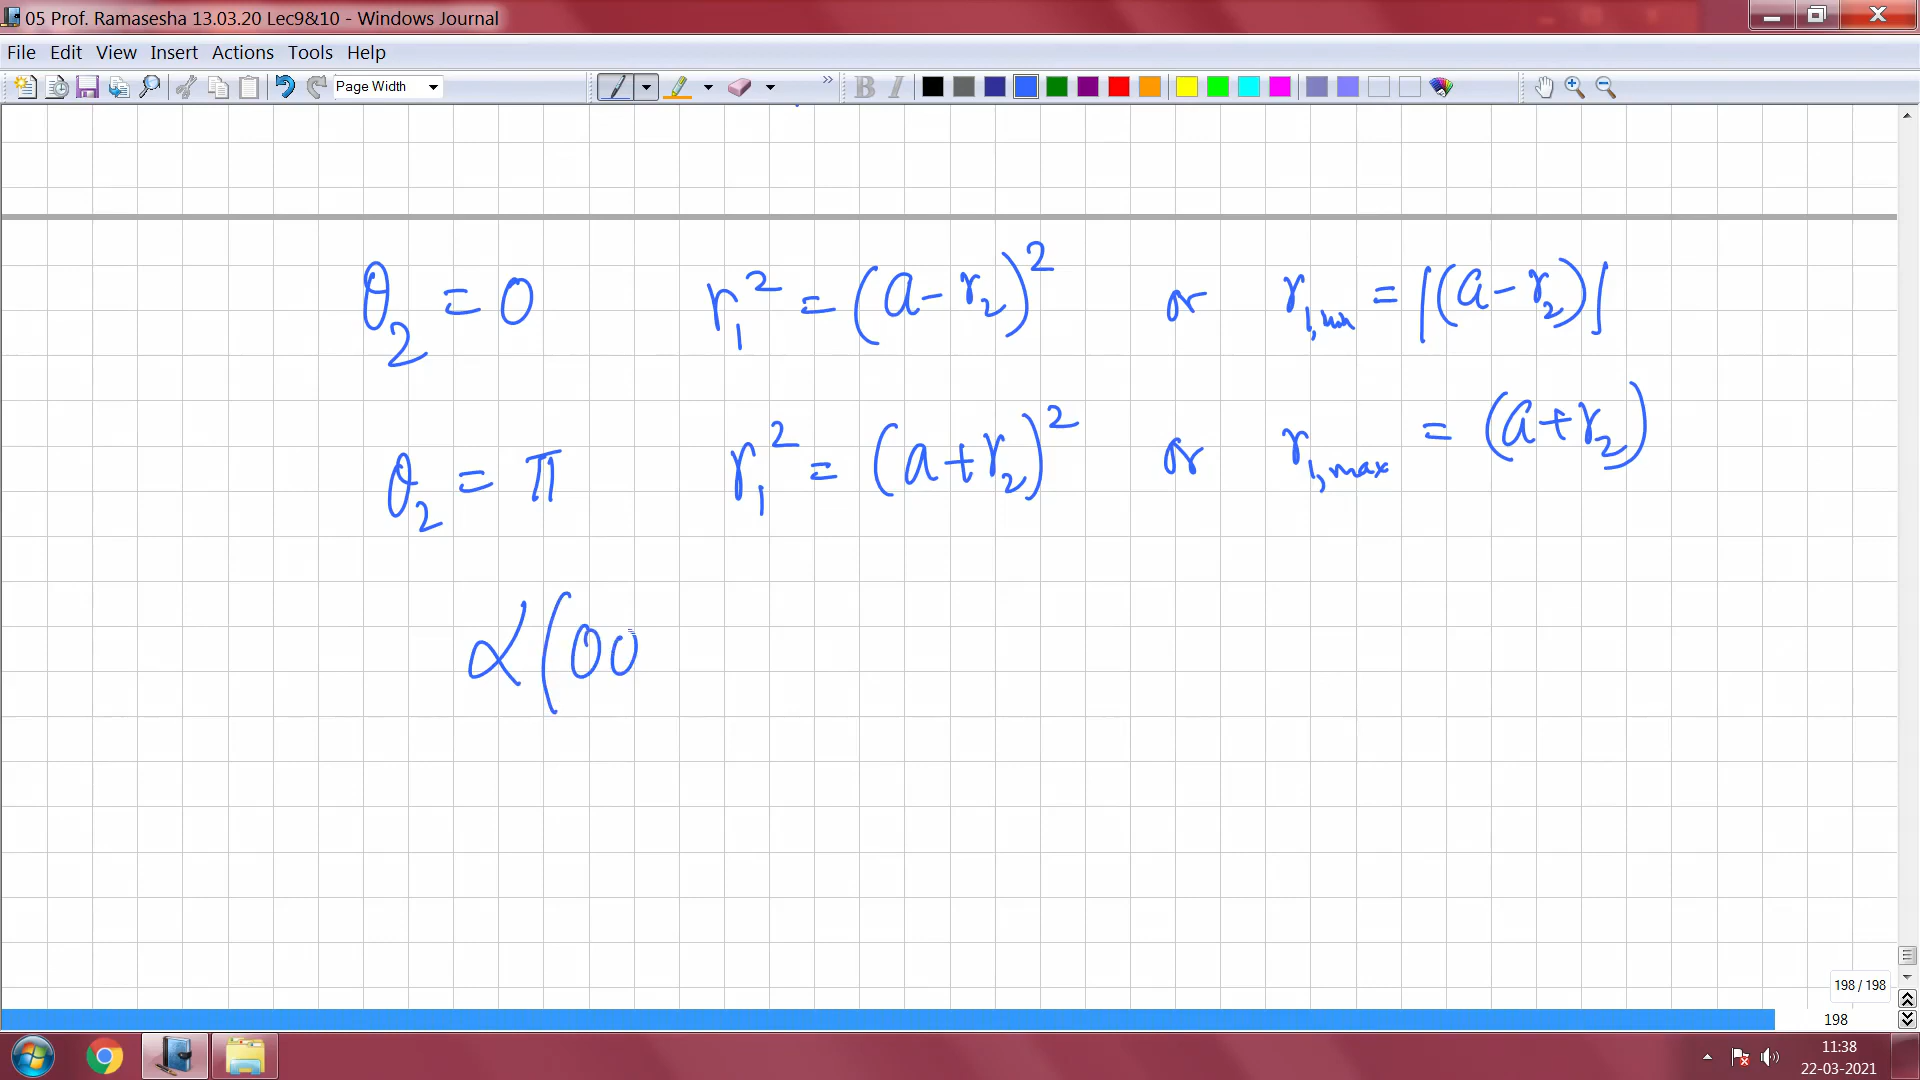 05 Prof. Ramasesha 13.03.20 Lec9&10 - Windows Journal
File Edit View Insert Actions Tools Help
Page Width
B I
θ₂ = 0 r₁² = (a - r₂)² or r₁,min = |(a - r₂)|
θ₂ = π r₁² = (a + r₂)² or r₁,max = (a + r₂)
α(00
198 / 198
198
11:38
22-03-2021